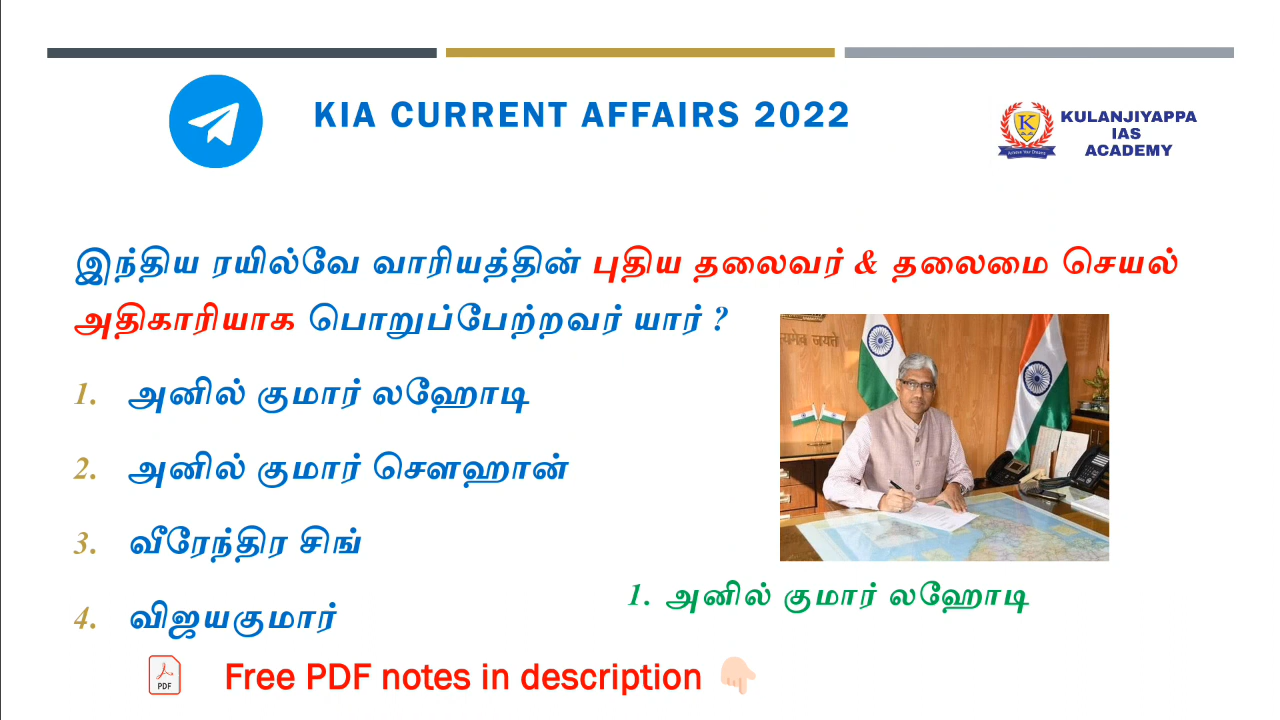 KIA CURRENT AFFAIRS 2022
KULANJIYAPPA
IAS
ACADEMY
இந்திய ரயில்வே வாரியத்தின் புதிய தலைவர் & தலைமை செயல்
அதிகாரியாக பொறுப்பேற்றவர் யார் ?
1. அனில் குமார் லஹோடி
2. அனில் குமார் சௌஹான்
3. வீரேந்திர சிங்
4. விஜயகுமார்
1. அனில் குமார் லஹோடி
PDF
Free PDF notes in description